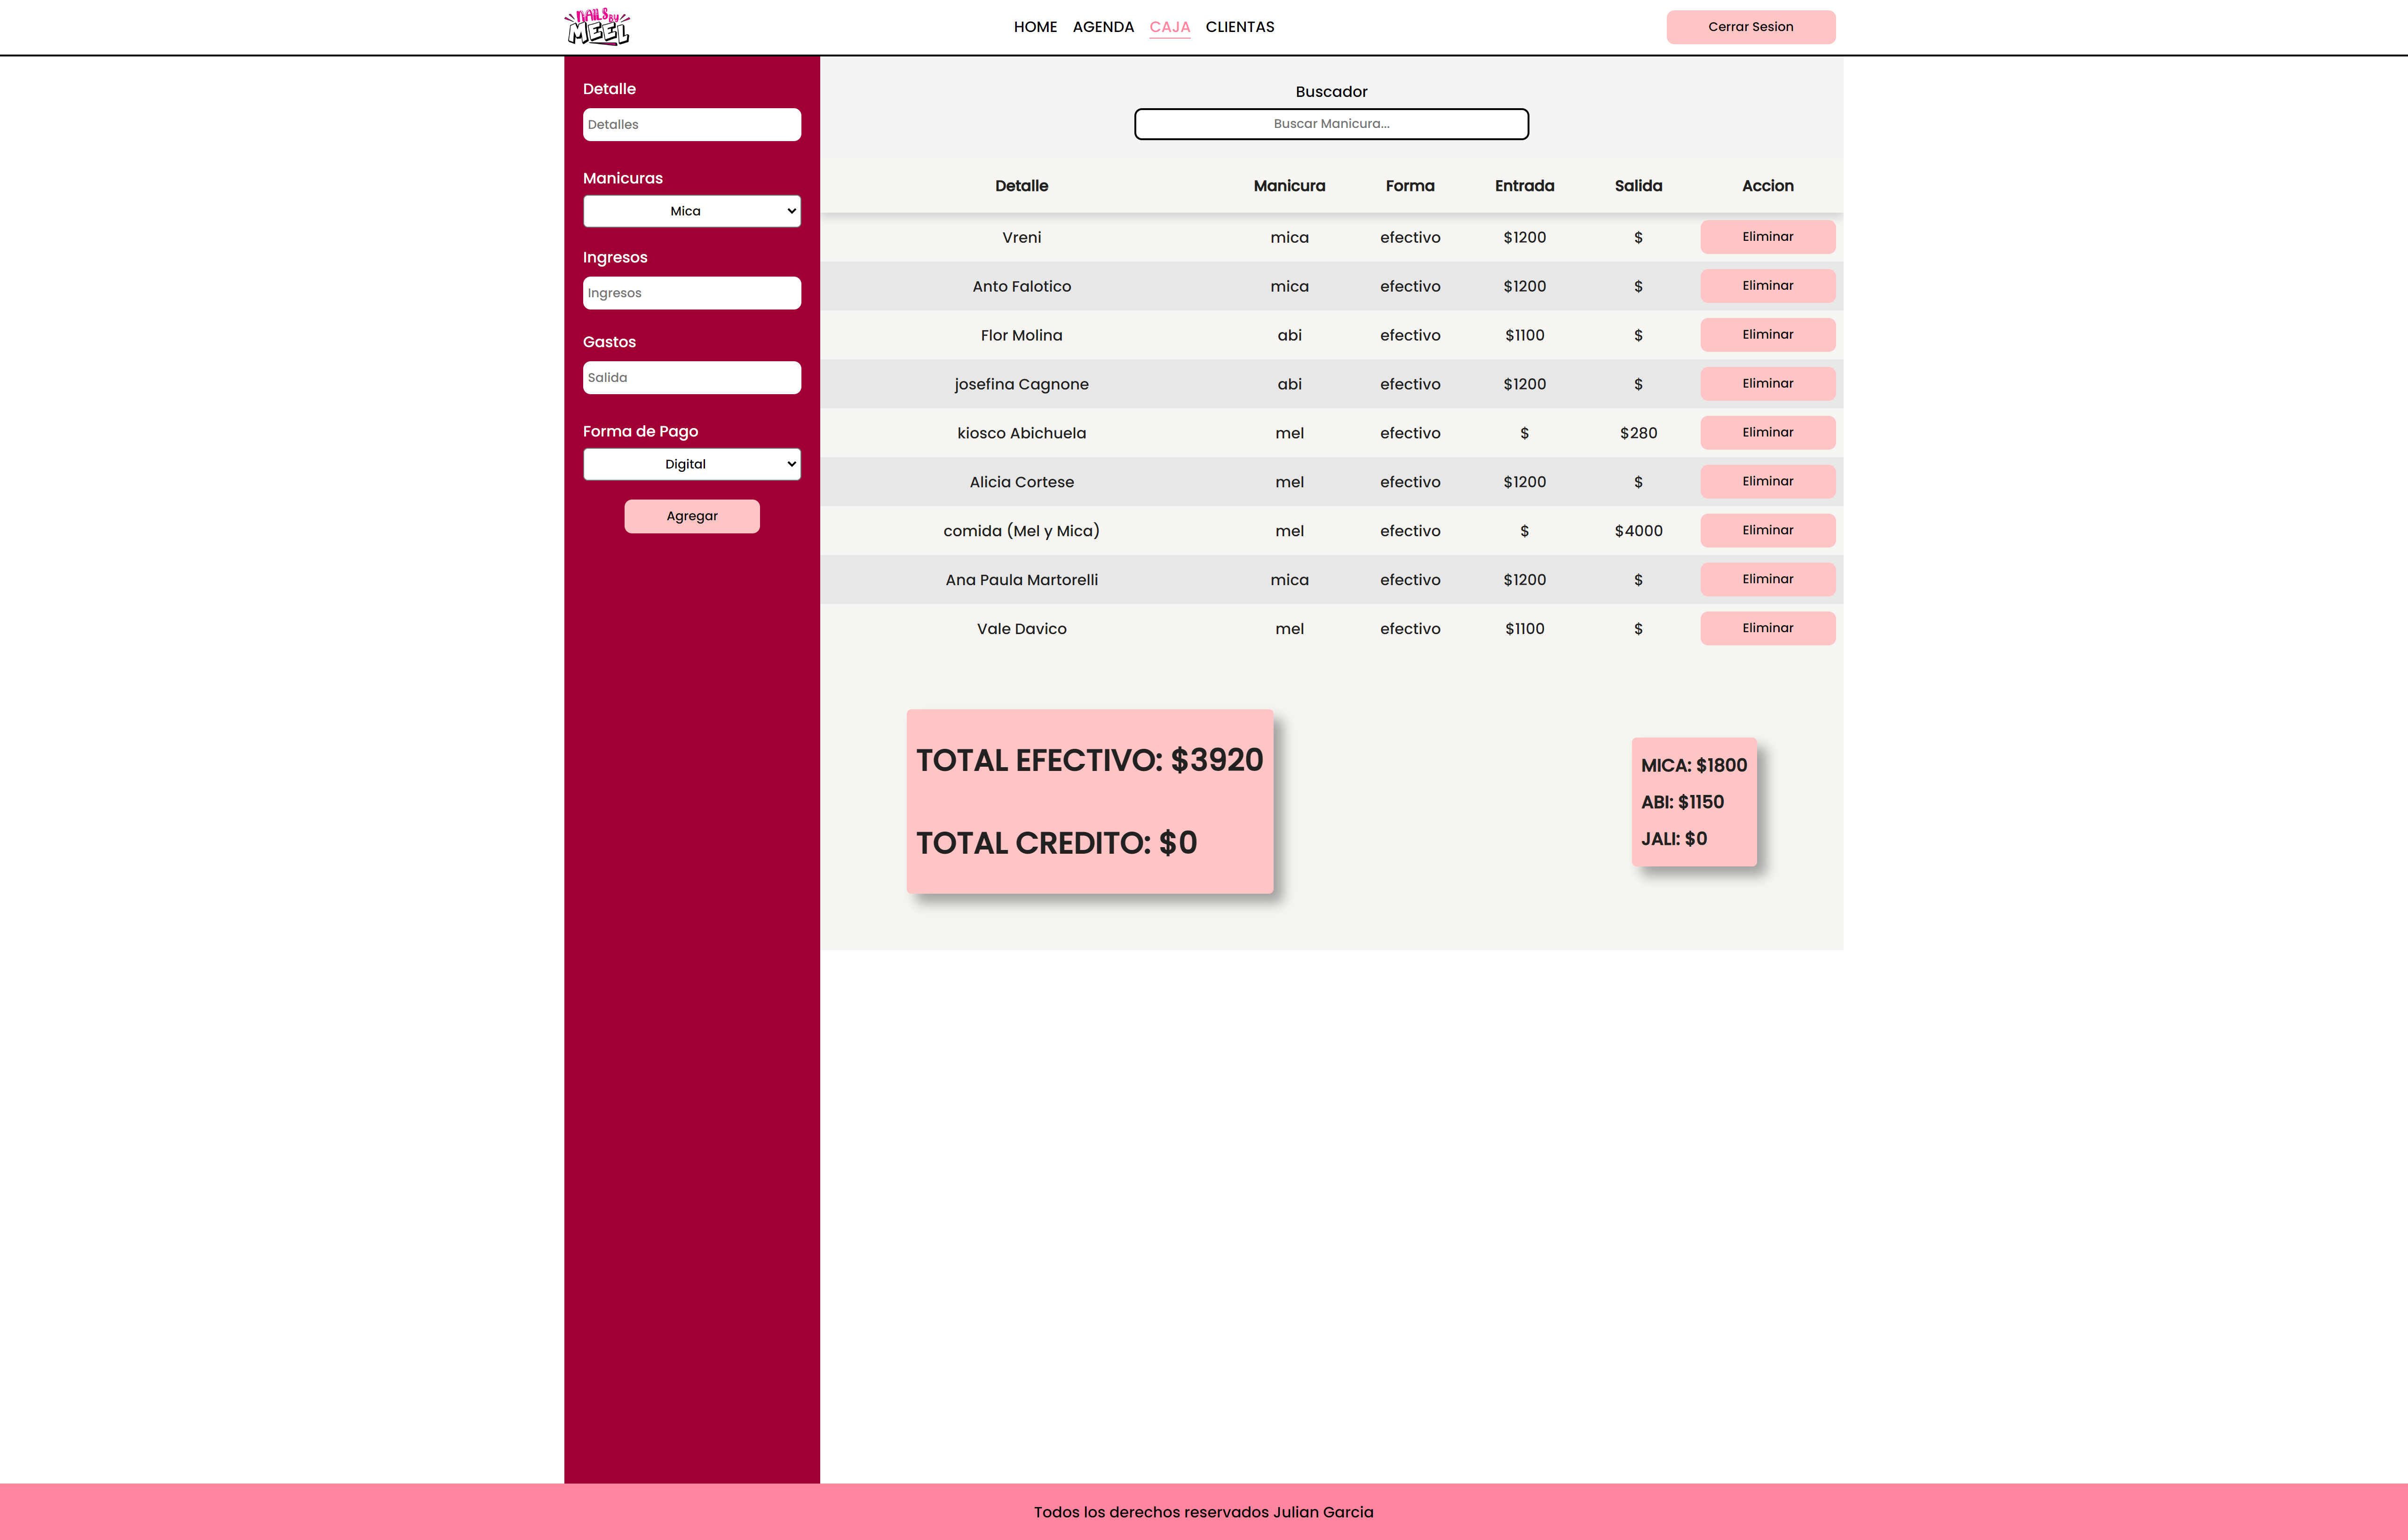 NAILS BY
MEEL
HOME AGENDA CAJA CLIENTAS
Cerrar Sesion
Detalle
Detalles
Manicuras
Mica
Ingresos
Ingresos
Gastos
Salida
Forma de Pago
Digital
Agregar
Buscador
Buscar Manicura...
Detalle Manicura Forma Entrada Salida Accion
Vreni mica efectivo $1200 $ Eliminar
Anto Falotico mica efectivo $1200 $ Eliminar
Flor Molina abi efectivo $1100 $ Eliminar
josefina Cagnone abi efectivo $1200 $ Eliminar
kiosco Abichuela mel efectivo $ $280 Eliminar
Alicia Cortese mel efectivo $1200 $ Eliminar
comida (Mel y Mica) mel efectivo $ $4000 Eliminar
Ana Paula Martorelli mica efectivo $1200 $ Eliminar
Vale Davico mel efectivo $1100 $ Eliminar
TOTAL EFECTIVO: $3920
TOTAL CREDITO: $0
MICA: $1800
ABI: $1150
JALI: $0
Todos los derechos reservados Julian Garcia